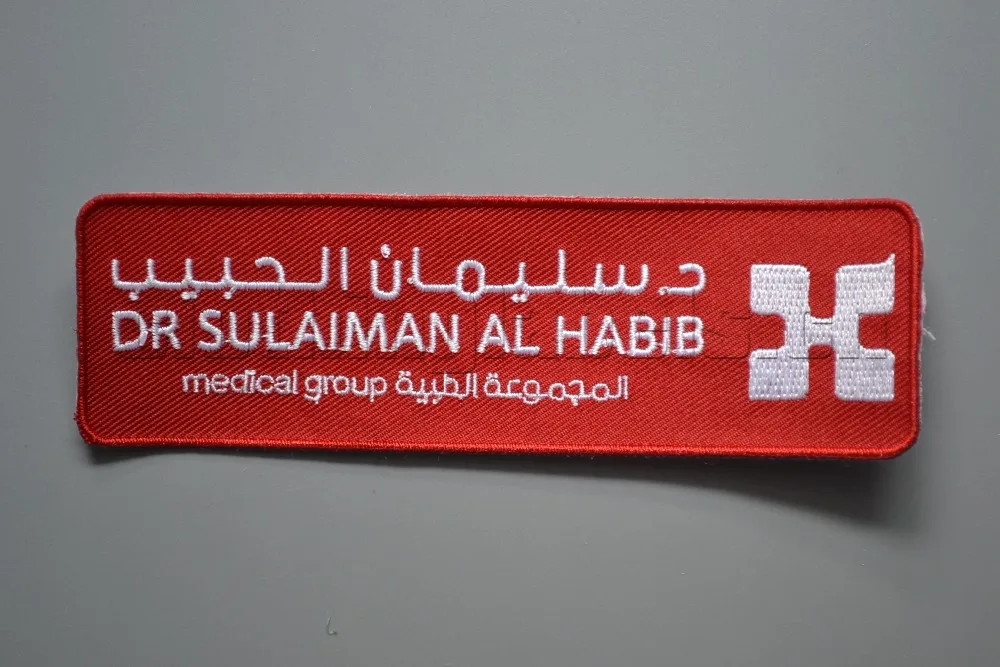 د. سليمان الحبيب
DR SULAIMAN AL HABIB
medical group المجموعة الطبية